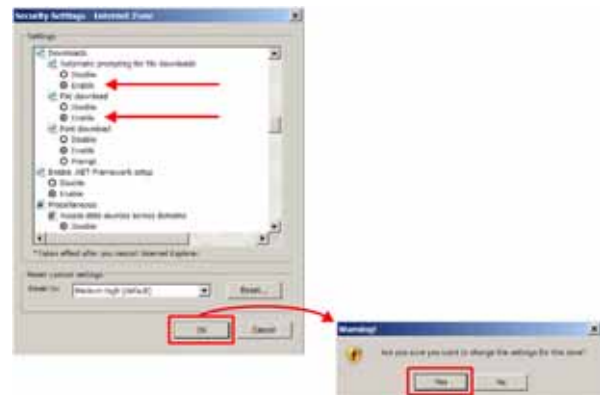 Security Settings - Internet Zone
Settings
Downloads
Automatic prompting for file downloads
Disable
Enable
File download
Disable
Enable
Font download
Disable
Enable
Prompt
Enable .NET Framework setup
Disable
Enable
Miscellaneous
Access data sources across domains
Disable
*Takes effect after you restart Internet Explorer
Reset custom settings
Reset to:
Medium-high (default)
Reset...
OK
Cancel
Warning!
Are you sure you want to change the settings for this zone?
Yes
No